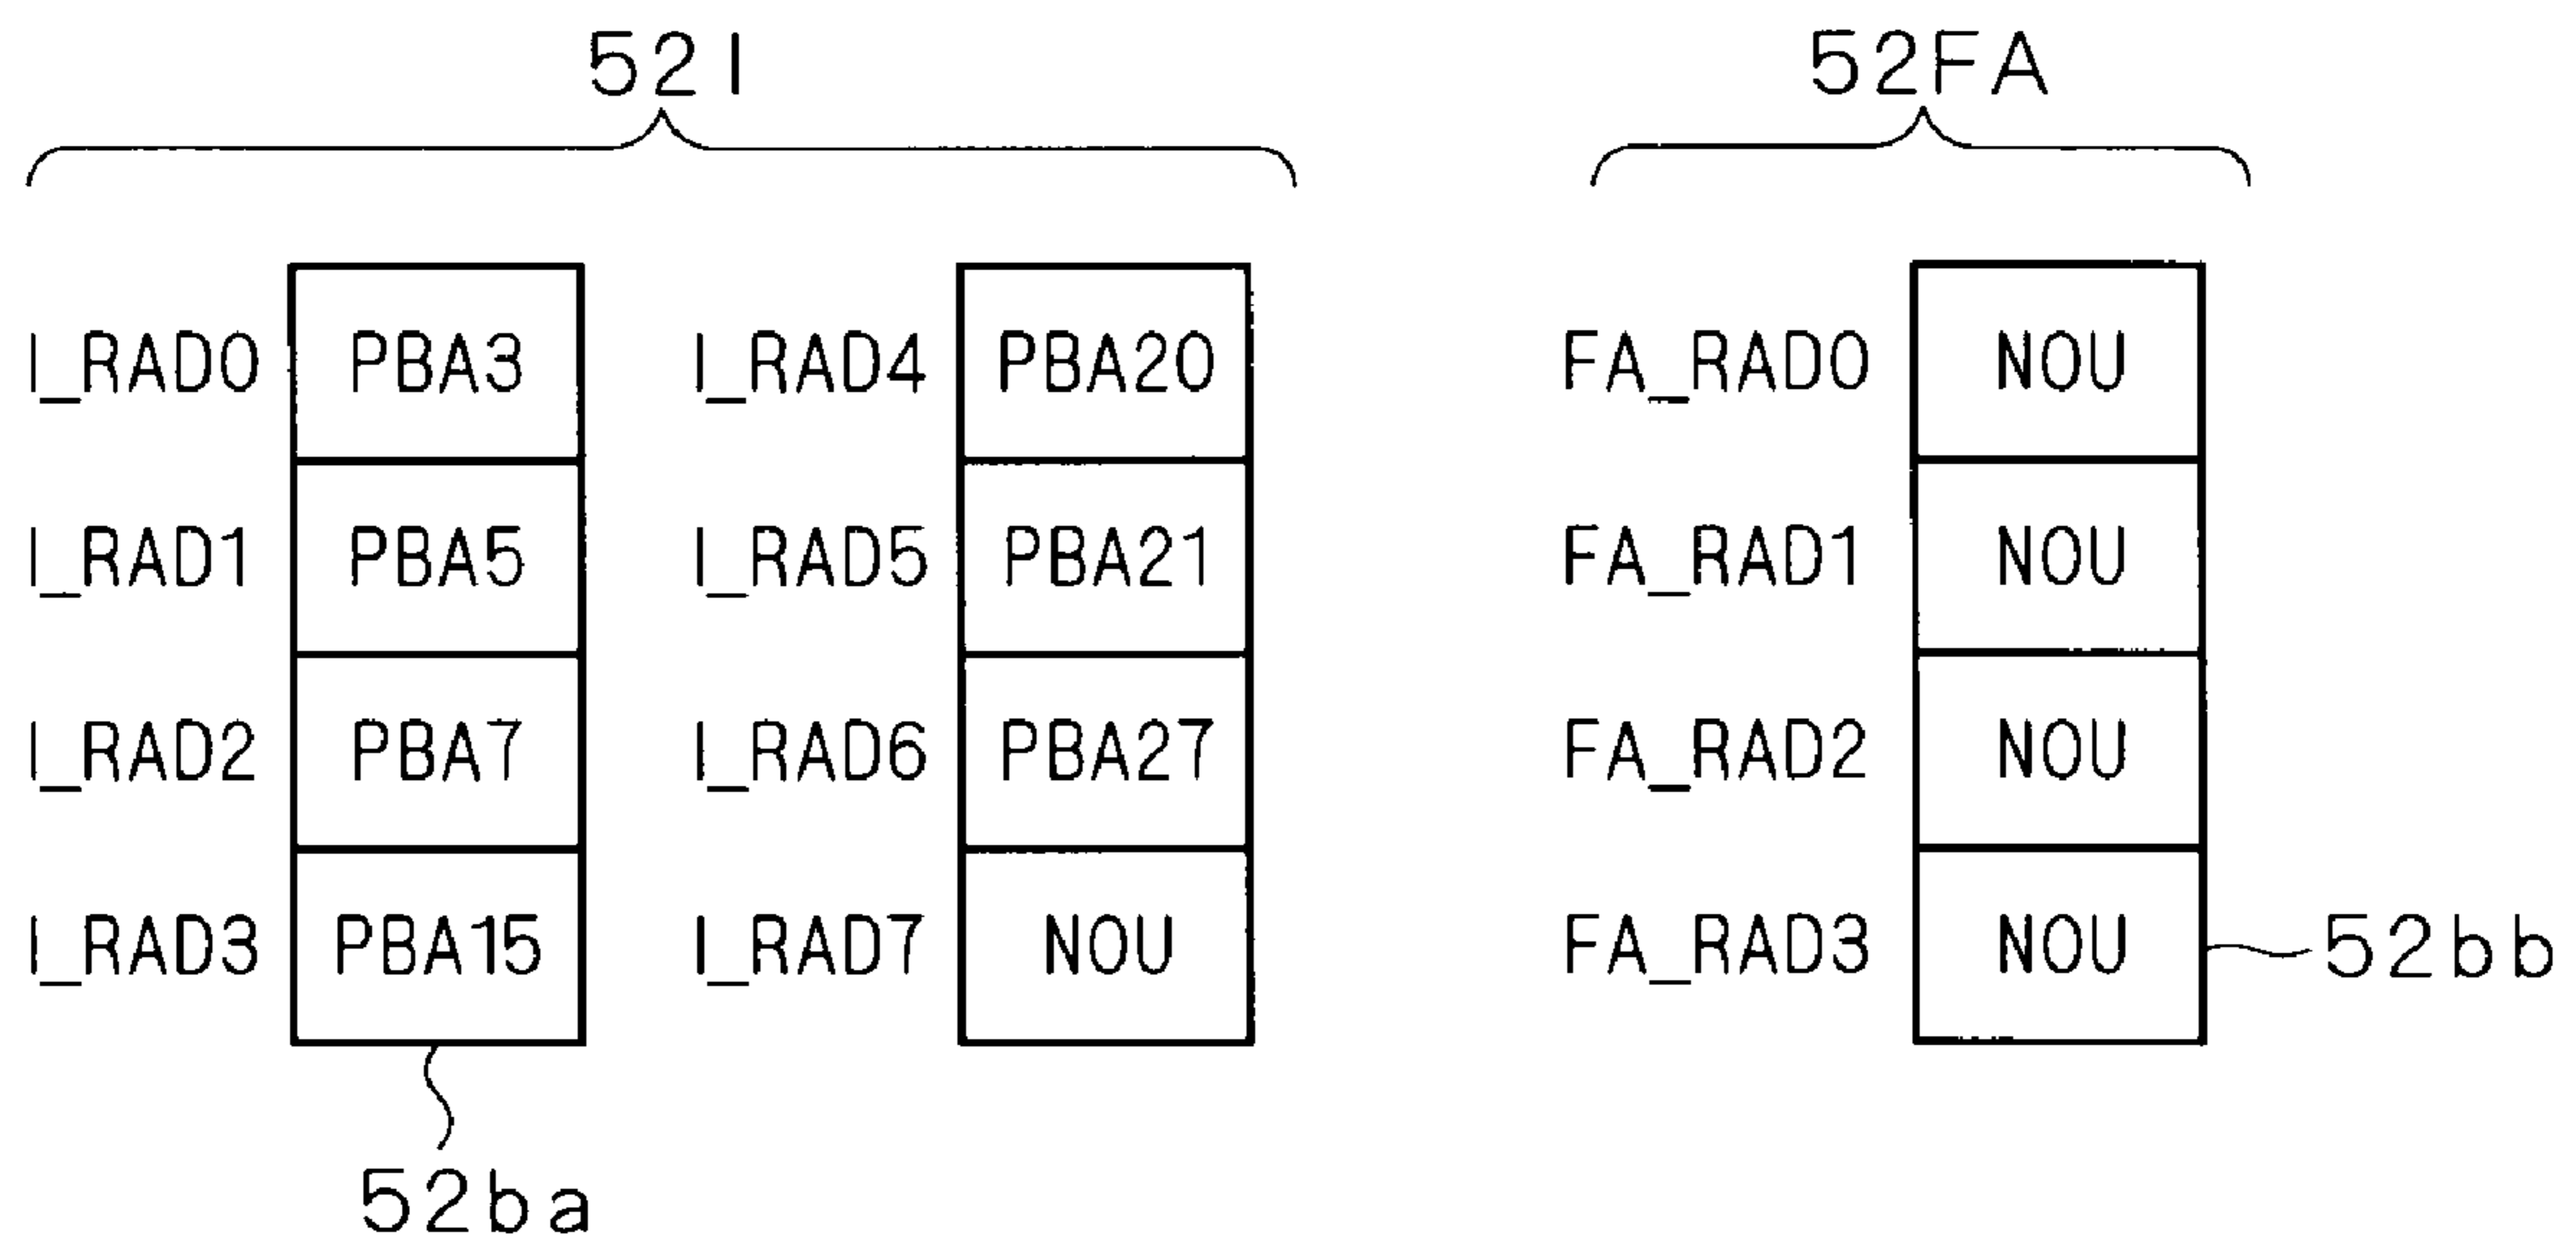 52I 52FA
I_RAD0 PBA3 I_RAD4 PBA20 FA_RAD0 NOU
I_RAD1 PBA5 I_RAD5 PBA21 FA_RAD1 NOU
I_RAD2 PBA7 I_RAD6 PBA27 FA_RAD2 NOU
I_RAD3 PBA15 I_RAD7 NOU FA_RAD3 NOU 52bb
52ba